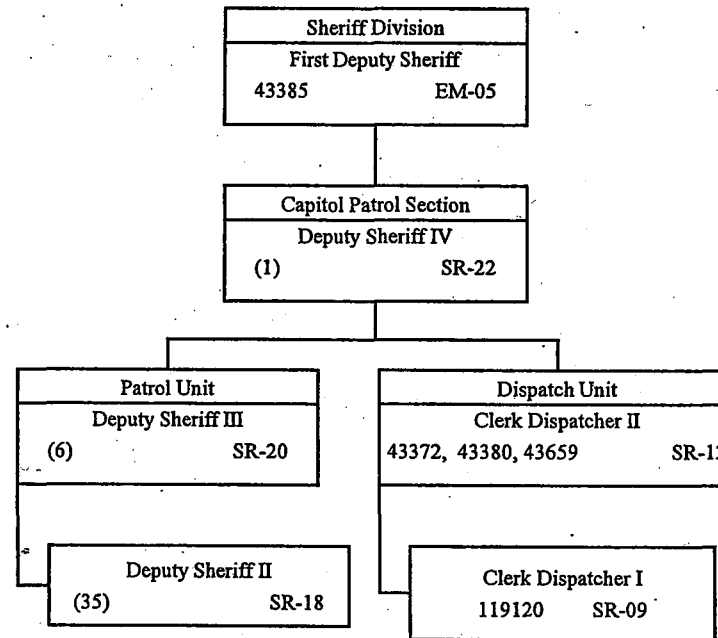 Sheriff Division
First Deputy Sheriff
43385 EM-05
Capitol Patrol Section
Deputy Sheriff IV
(1) SR-22
Patrol Unit
Deputy Sheriff III
(6) SR-20
Dispatch Unit
Clerk Dispatcher II
43372, 43380, 43659
Deputy Sheriff II
(35) SR-18
Clerk Dispatcher I
119120 SR-09